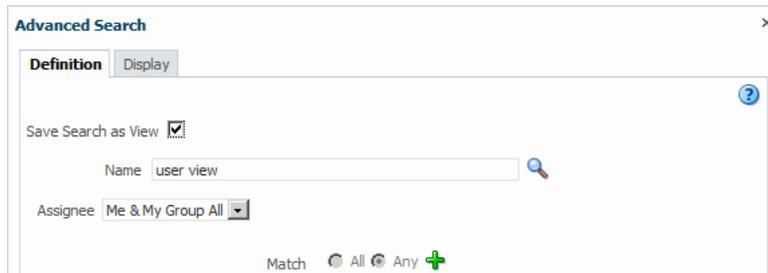 Advanced Search
Definition Display
Save Search as View
Name user view
Assignee Me & My Group All
Match All Any